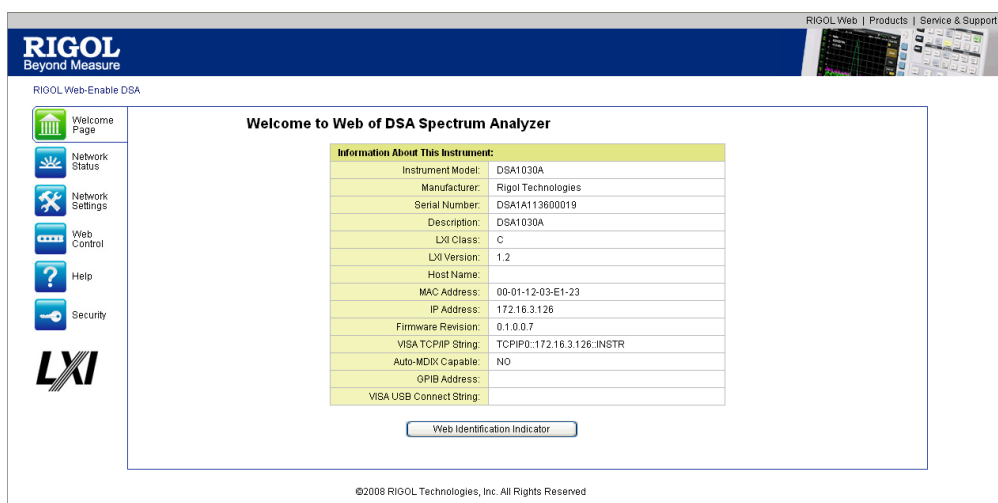 RIGOL Web | Products | Service & Support
RIGOL
Beyond Measure
RIGOL Web-Enable DSA
Welcome
Page
Network
Status
Network
Settings
Web
Control
Help
Security
LXI
Welcome to Web of DSA Spectrum Analyzer
Information About This Instrument:
Instrument Model: DSA1030A
Manufacturer: Rigol Technologies
Serial Number: DSA1A113600019
Description: DSA1030A
LXI Class: C
LXI Version: 1.2
Host Name:
MAC Address: 00-01-12-03-E1-23
IP Address: 172.16.3.126
Firmware Revision: 0.1.0.0.7
VISA TCP/IP String: TCPIP0::172.16.3.126::INSTR
Auto-MDIX Capable: NO
GPIB Address:
VISA USB Connect String:
Web Identification Indicator
©2008 RIGOL Technologies, Inc. All Rights Reserved